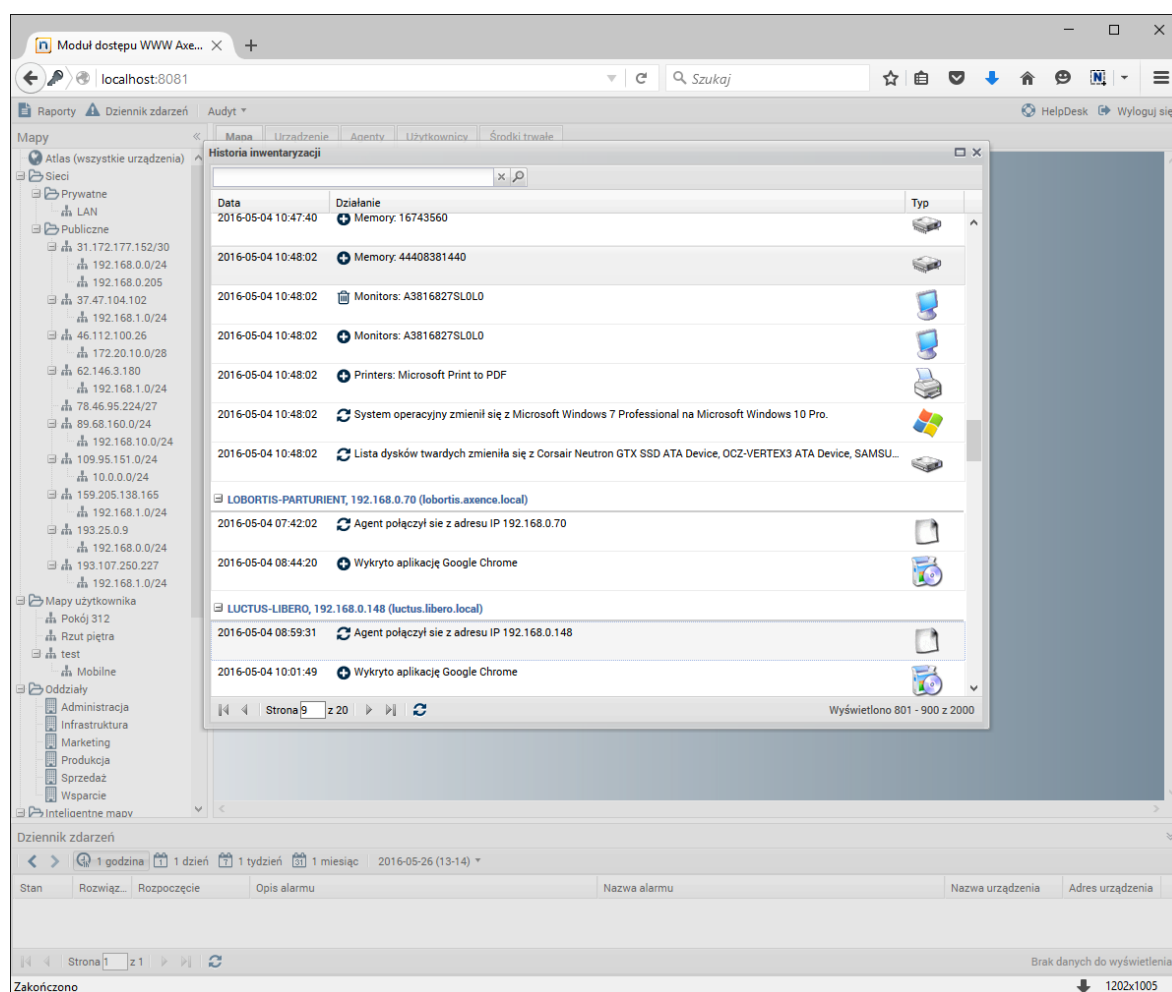 Moduł dostępu WWW Axe...
localhost:8081
Szukaj
Raporty Dziennik zdarzeń Audyt HelpDesk Wyloguj się
Mapy
Mapa Urządzenie Agenty Użytkownicy Środki trwałe
Atlas (wszystkie urządzenia)
Sieci
Prywatne
LAN
Publiczne
31.172.177.152/30
192.168.0.0/24
192.168.0.205
37.47.104.102
192.168.1.0/24
46.112.100.26
172.20.10.0/28
62.146.3.180
192.168.1.0/24
78.46.95.224/27
89.68.160.0/24
192.168.10.0/24
109.95.151.0/24
10.0.0.0/24
159.205.138.165
192.168.1.0/24
193.25.0.9
192.168.0.0/24
193.107.250.227
192.168.1.0/24
Mapy użytkownika
Pokój 312
Rzut piętra
test
Mobilne
Oddziały
Administracja
Infrastruktura
Marketing
Produkcja
Sprzedaż
Wsparcie
Inteligentne mapy
Historia inwentaryzacji
Data Działanie Typ
2016-05-04 10:47:40 Memory: 16743560
2016-05-04 10:48:02 Memory: 44408381440
2016-05-04 10:48:02 Monitors: A3816827SL0L0
2016-05-04 10:48:02 Monitors: A3816827SL0L0
2016-05-04 10:48:02 Printers: Microsoft Print to PDF
2016-05-04 10:48:02 System operacyjny zmienił się z Microsoft Windows 7 Professional na Microsoft Windows 10 Pro.
2016-05-04 10:48:02 Lista dysków twardych zmieniła się z Corsair Neutron GTX SSD ATA Device, OCZ-VERTEX3 ATA Device, SAMSU...
LOBORTIS-PARTURIENT, 192.168.0.70 (lobortis.axence.local)
2016-05-04 07:42:02 Agent połączył sie z adresu IP 192.168.0.70
2016-05-04 08:44:20 Wykryto aplikację Google Chrome
LUCTUS-LIBERO, 192.168.0.148 (luctus.libero.local)
2016-05-04 08:59:31 Agent połączył sie z adresu IP 192.168.0.148
2016-05-04 10:01:49 Wykryto aplikację Google Chrome
Strona 9 z 20 Wyświetlono 801 - 900 z 2000
Dziennik zdarzeń
1 godzina 1 dzień 1 tydzień 1 miesiąc 2016-05-26 (13-14)
Stan Rozwiąz... Rozpoczęcie Opis alarmu Nazwa alarmu Nazwa urządzenia Adres urządzenia
Strona 1 z 1 Brak danych do wyświetlenia
Zakończono 1202x1005